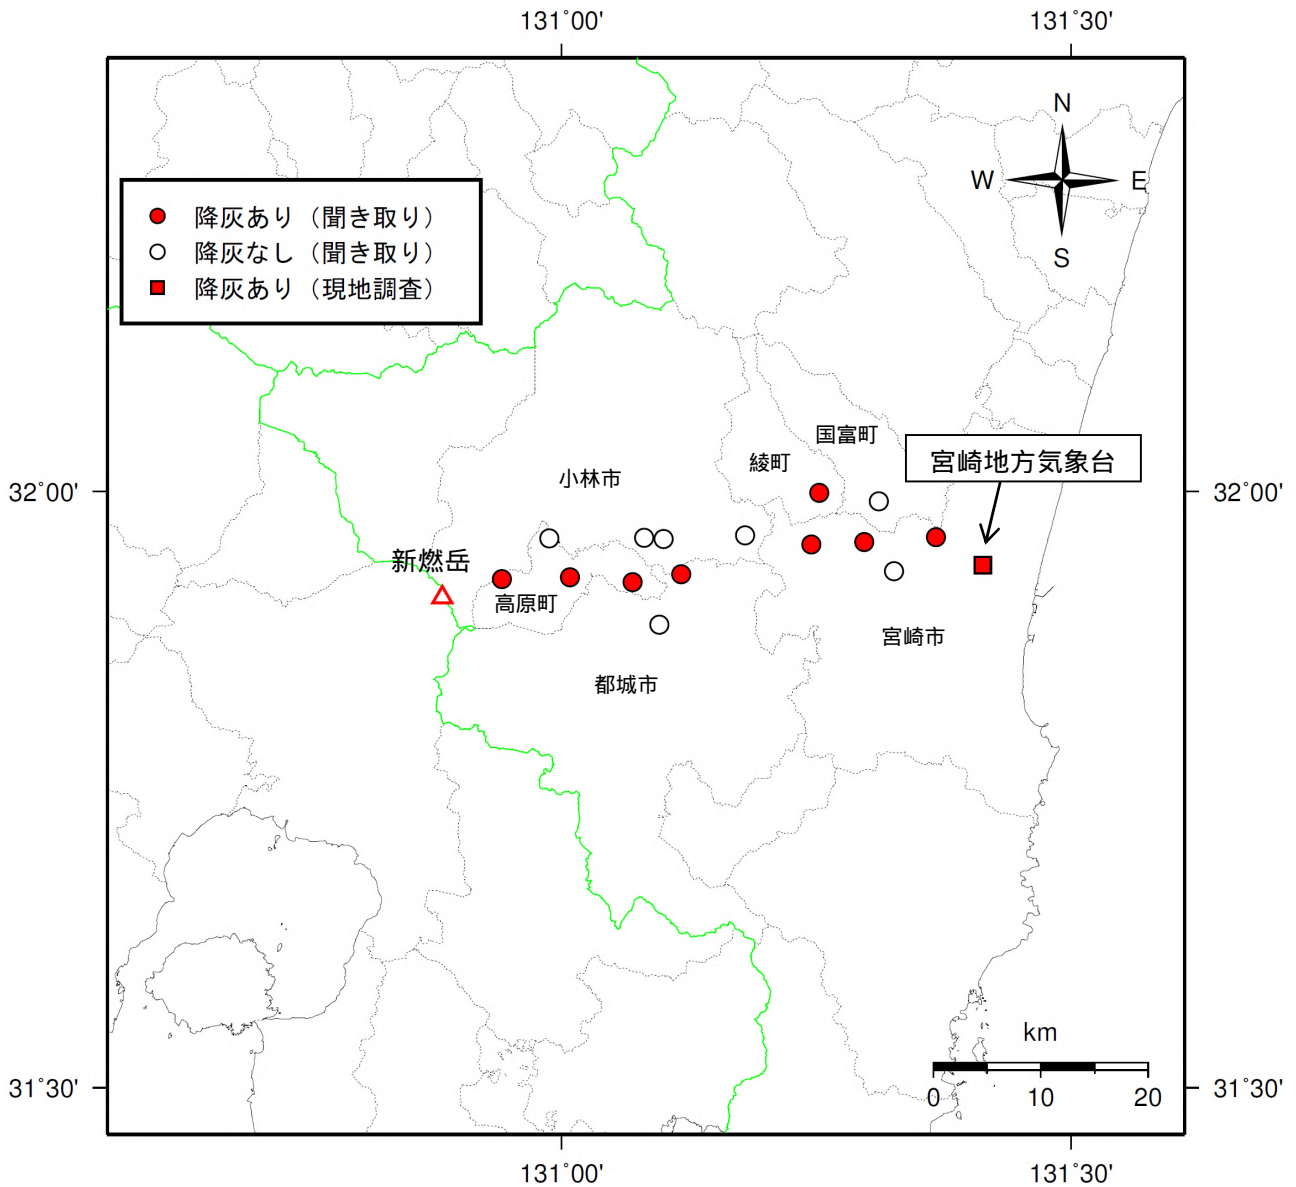 131°00'
131°30'
N
W
E
S
降灰あり（聞き取り）
降灰なし（聞き取り）
降灰あり（現地調査）
国富町
綾町
宮崎地方気象台
小林市
32°00'
32°00'
新燃岳
高原町
宮崎市
都城市
km
0
10
20
31°30'
31°30'
131°00'
131°30'